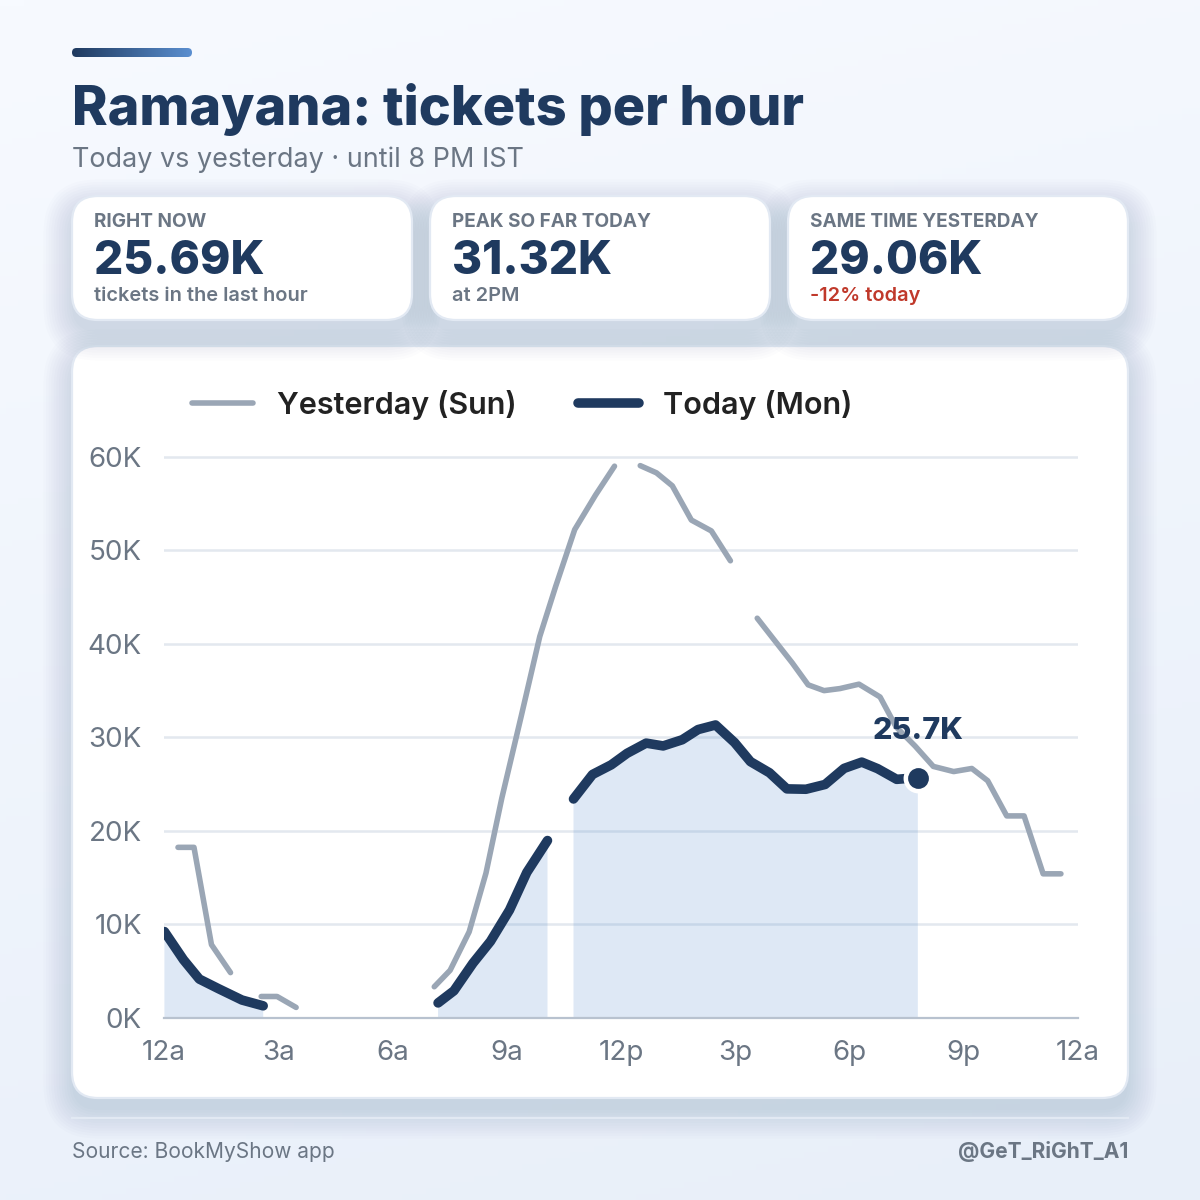 Ramayana: tickets per hour
Today vs yesterday · until 8 PM IST
RIGHT NOW
25.69K
tickets in the last hour
PEAK SO FAR TODAY
31.32K
at 2PM
SAME TIME YESTERDAY
29.06K
-12% today
Yesterday (Sun)
Today (Mon)
60K
50K
40K
30K
20K
10K
0K
25.7K
12a 3a 6a 9a 12p 3p 6p 9p 12a
Source: BookMyShow app
@GeT_RiGhT_A1